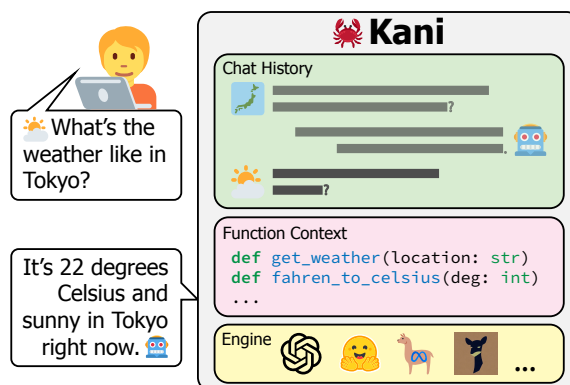 Kani
Chat History
?
.
?
What's the
weather like in
Tokyo?
Function Context
def get_weather(location: str)
def fahren_to_celsius(deg: int)
...
It's 22 degrees
Celsius and
sunny in Tokyo
right now.
Engine
...